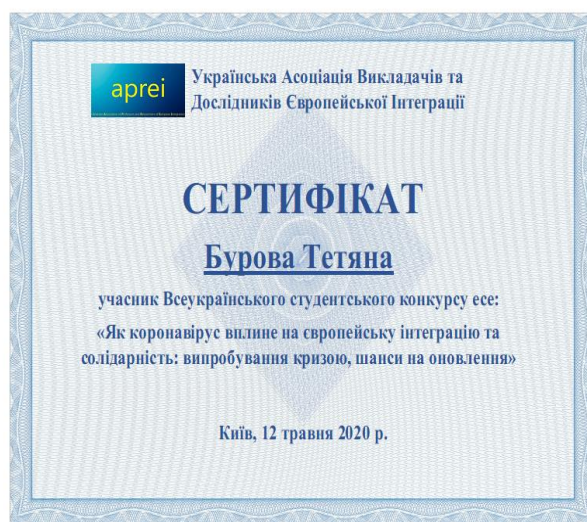 aprei
Українська Асоціація Викладачів та
Дослідників Європейської Інтеграції
СЕРТИФІКАТ
Бурова Тетяна
учасник Всеукраїнського студентського конкурсу есе:
«Як коронавірус вплине на європейську інтеграцію та
солідарність: випробування кризою, шанси на оновлення»
Київ, 12 травня 2020 р.